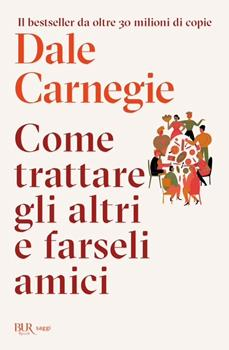 Il bestseller da oltre 30 milioni di copie
Dale
Carnegie
Come
trattare
gli altri
e farseli
amici
BUR saggi